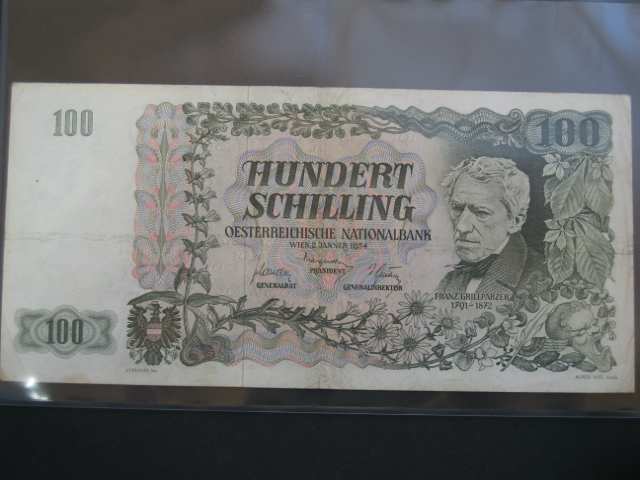 100
100
HUNDERT
SCHILLING
OESTERREICHISCHE NATIONALBANK
WIEN, 2. JÄNNER 1954
PRÄSIDENT
GENERALRAT
GENERALDIREKTOR
FRANZ GRILLPARZER
1791–1872
100